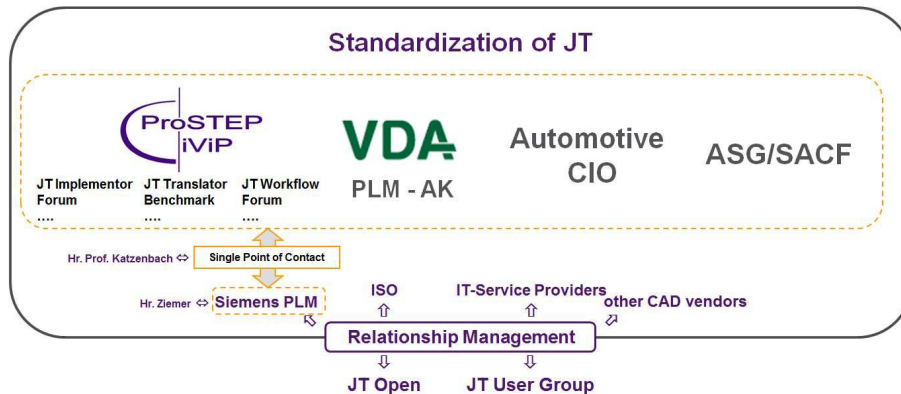 Standardization of JT
ProSTEP
iViP
VDA
PLM - AK
Automotive
CIO
ASG/SACF
JT Implementor
Forum
....
JT Translator
Benchmark
....
JT Workflow
Forum
....
Hr. Prof. Katzenbach ⇔
Single Point of Contact
Hr. Ziemer ⇔
Siemens PLM
ISO
IT-Service Providers
other CAD vendors
Relationship Management
JT Open
JT User Group